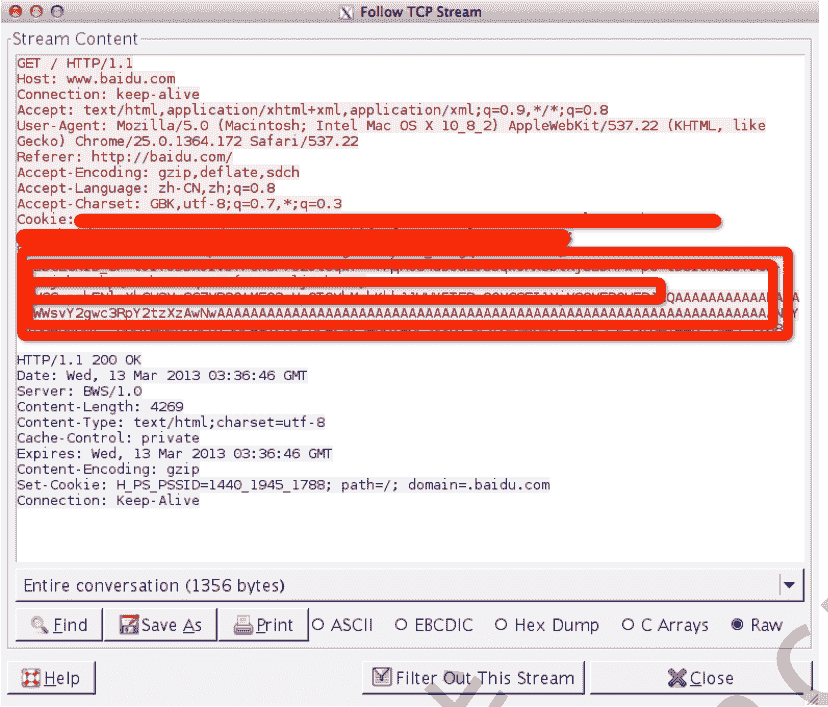 Follow TCP Stream
Stream Content
GET / HTTP/1.1
Host: www.baidu.com
Connection: keep-alive
Accept: text/html,application/xhtml+xml,application/xml;q=0.9,*/*;q=0.8
User-Agent: Mozilla/5.0 (Macintosh; Intel Mac OS X 10_8_2) AppleWebKit/537.22 (KHTML, like
Gecko) Chrome/25.0.1364.172 Safari/537.22
Referer: http://baidu.com/
Accept-Encoding: gzip,deflate,sdch
Accept-Language: zh-CN,zh;q=0.8
Accept-Charset: GBK,utf-8;q=0.7,*;q=0.3
Cookie:
HTTP/1.1 200 OK
Date: Wed, 13 Mar 2013 03:36:46 GMT
Server: BWS/1.0
Content-Length: 4269
Content-Type: text/html;charset=utf-8
Cache-Control: private
Expires: Wed, 13 Mar 2013 03:36:46 GMT
Content-Encoding: gzip
Set-Cookie: H_PS_PSSID=1440_1945_1788; path=/; domain=.baidu.com
Connection: Keep-Alive
Entire conversation (1356 bytes)
Find Save As Print ASCII EBCDIC Hex Dump C Arrays Raw
Help Filter Out This Stream Close